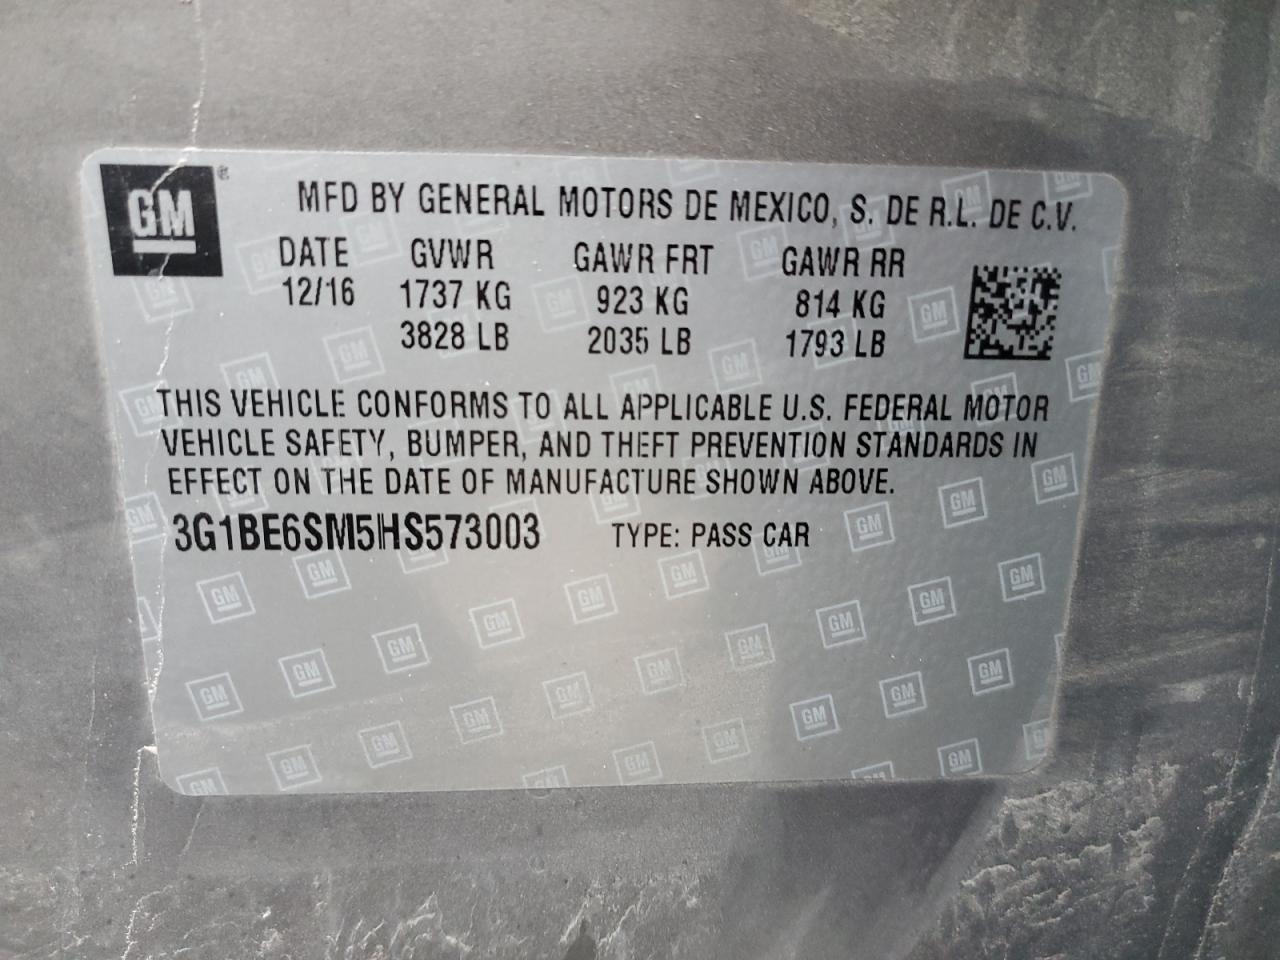 GM®
MFD BY GENERAL MOTORS DE MEXICO, S. DE R.L. DE C.V.
DATE GVWR GAWR FRT GAWR RR
12/16 1737 KG 923 KG 814 KG
3828 LB 2035 LB 1793 LB
THIS VEHICLE CONFORMS TO ALL APPLICABLE U.S. FEDERAL MOTOR
VEHICLE SAFETY, BUMPER, AND THEFT PREVENTION STANDARDS IN
EFFECT ON THE DATE OF MANUFACTURE SHOWN ABOVE.
3G1BE6SM5HS573003 TYPE: PASS CAR